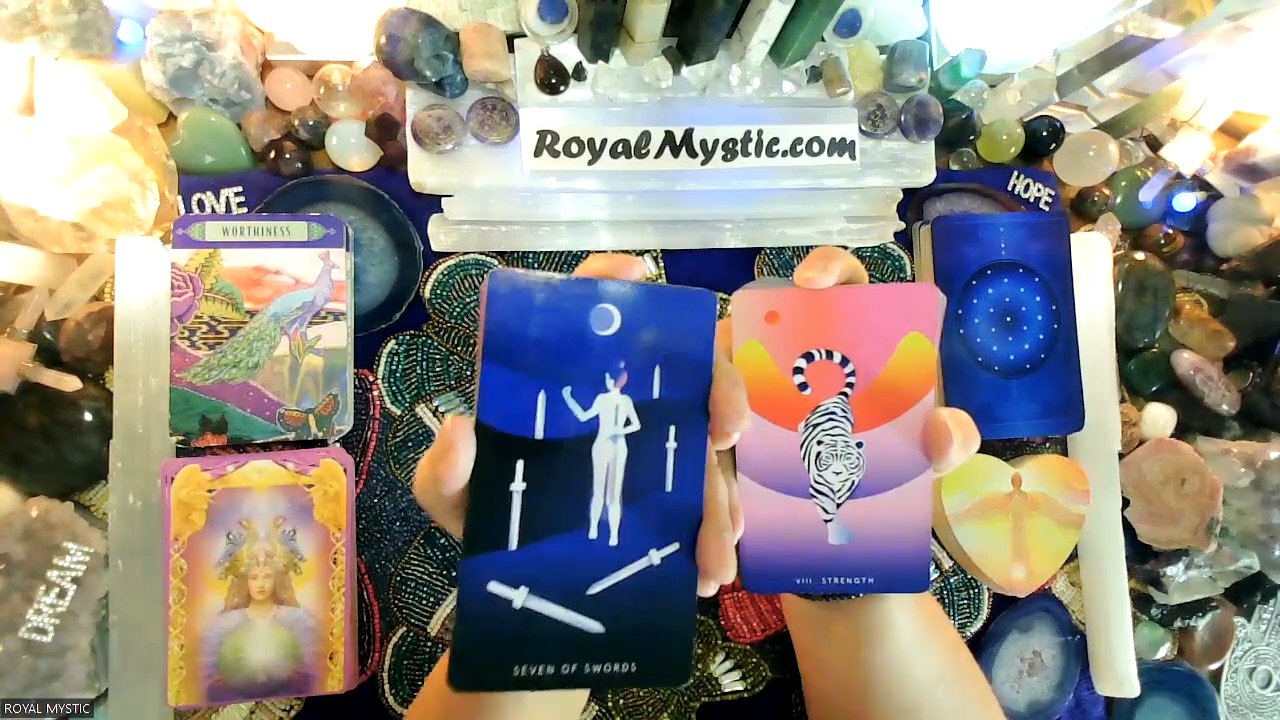 RoyalMystic.com
LOVE
HOPE
WORTHINESS
DREAM
SEVEN OF SWORDS
VIII STRENGTH
ROYAL MYSTIC